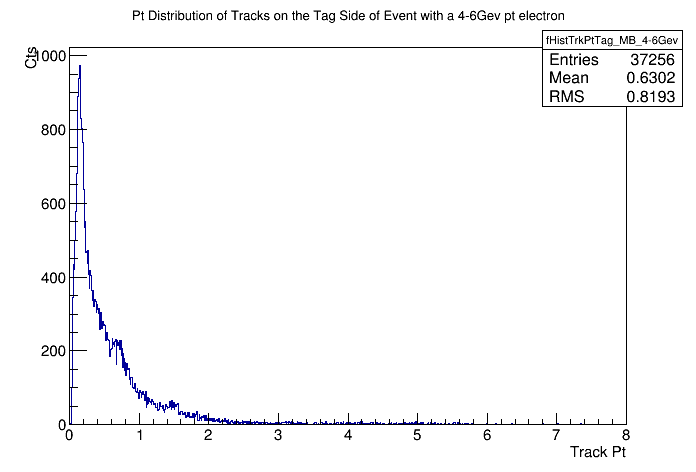 Pt Distribution of Tracks on the Tag Side of Event with a 4-6Gev pt electron
fHistTrkPtTag_MB_4-6Gev
Entries 37256
Mean 0.6302
RMS 0.8193
Cts
1000
800
600
400
200
0
0 1 2 3 4 5 6 7 8
Track Pt